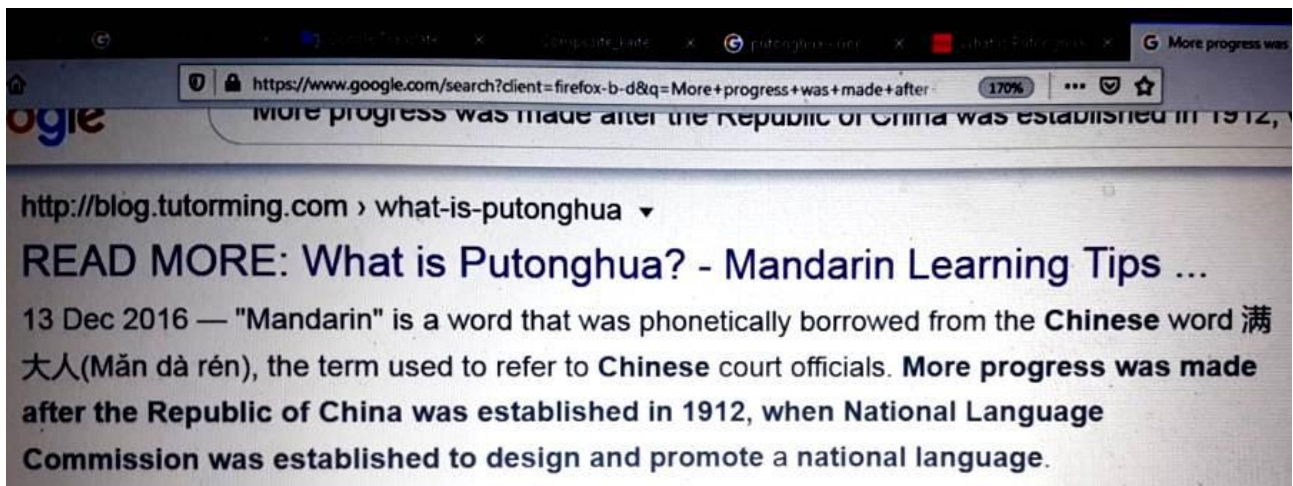 G More progress was
https://www.google.com/search?client=firefox-b-d&q=More+progress+was+made+after 170%
ogle More progress was made after the Republic of China was established in 1912,
http://blog.tutorming.com › what-is-putonghua
READ MORE: What is Putonghua? - Mandarin Learning Tips ...
13 Dec 2016 — "Mandarin" is a word that was phonetically borrowed from the Chinese word 满
大人(Măn dà rén), the term used to refer to Chinese court officials. More progress was made
after the Republic of China was established in 1912, when National Language
Commission was established to design and promote a national language.